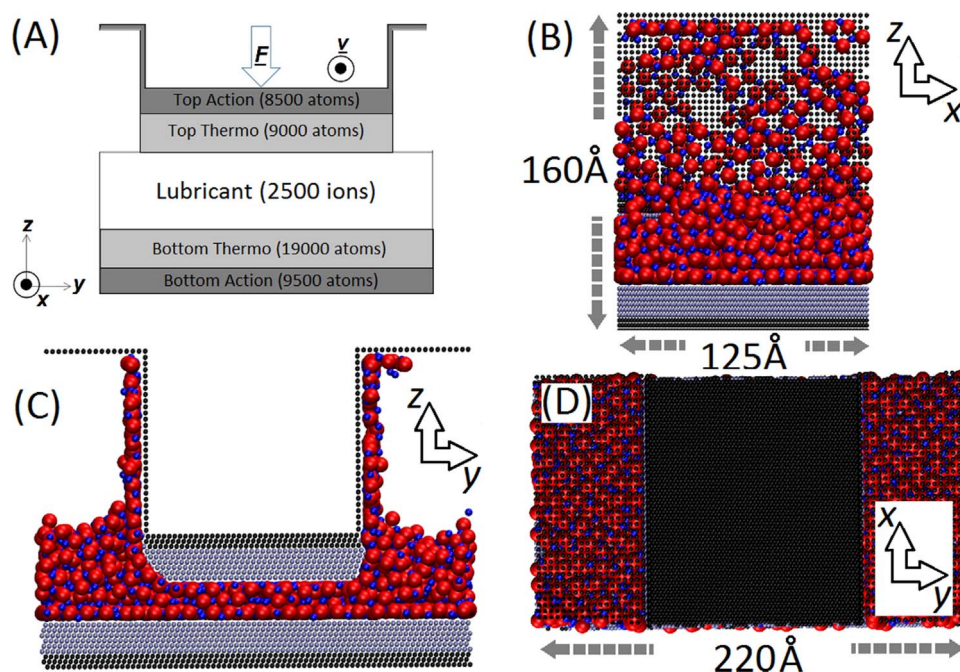 (A)
F
v
Top Action (8500 atoms)
Top Thermo (9000 atoms)
Lubricant (2500 ions)
Bottom Thermo (19000 atoms)
Bottom Action (9500 atoms)
z
y
x
(B)
z
x
160Å
125Å
(C)
z
y
(D)
x
y
220Å